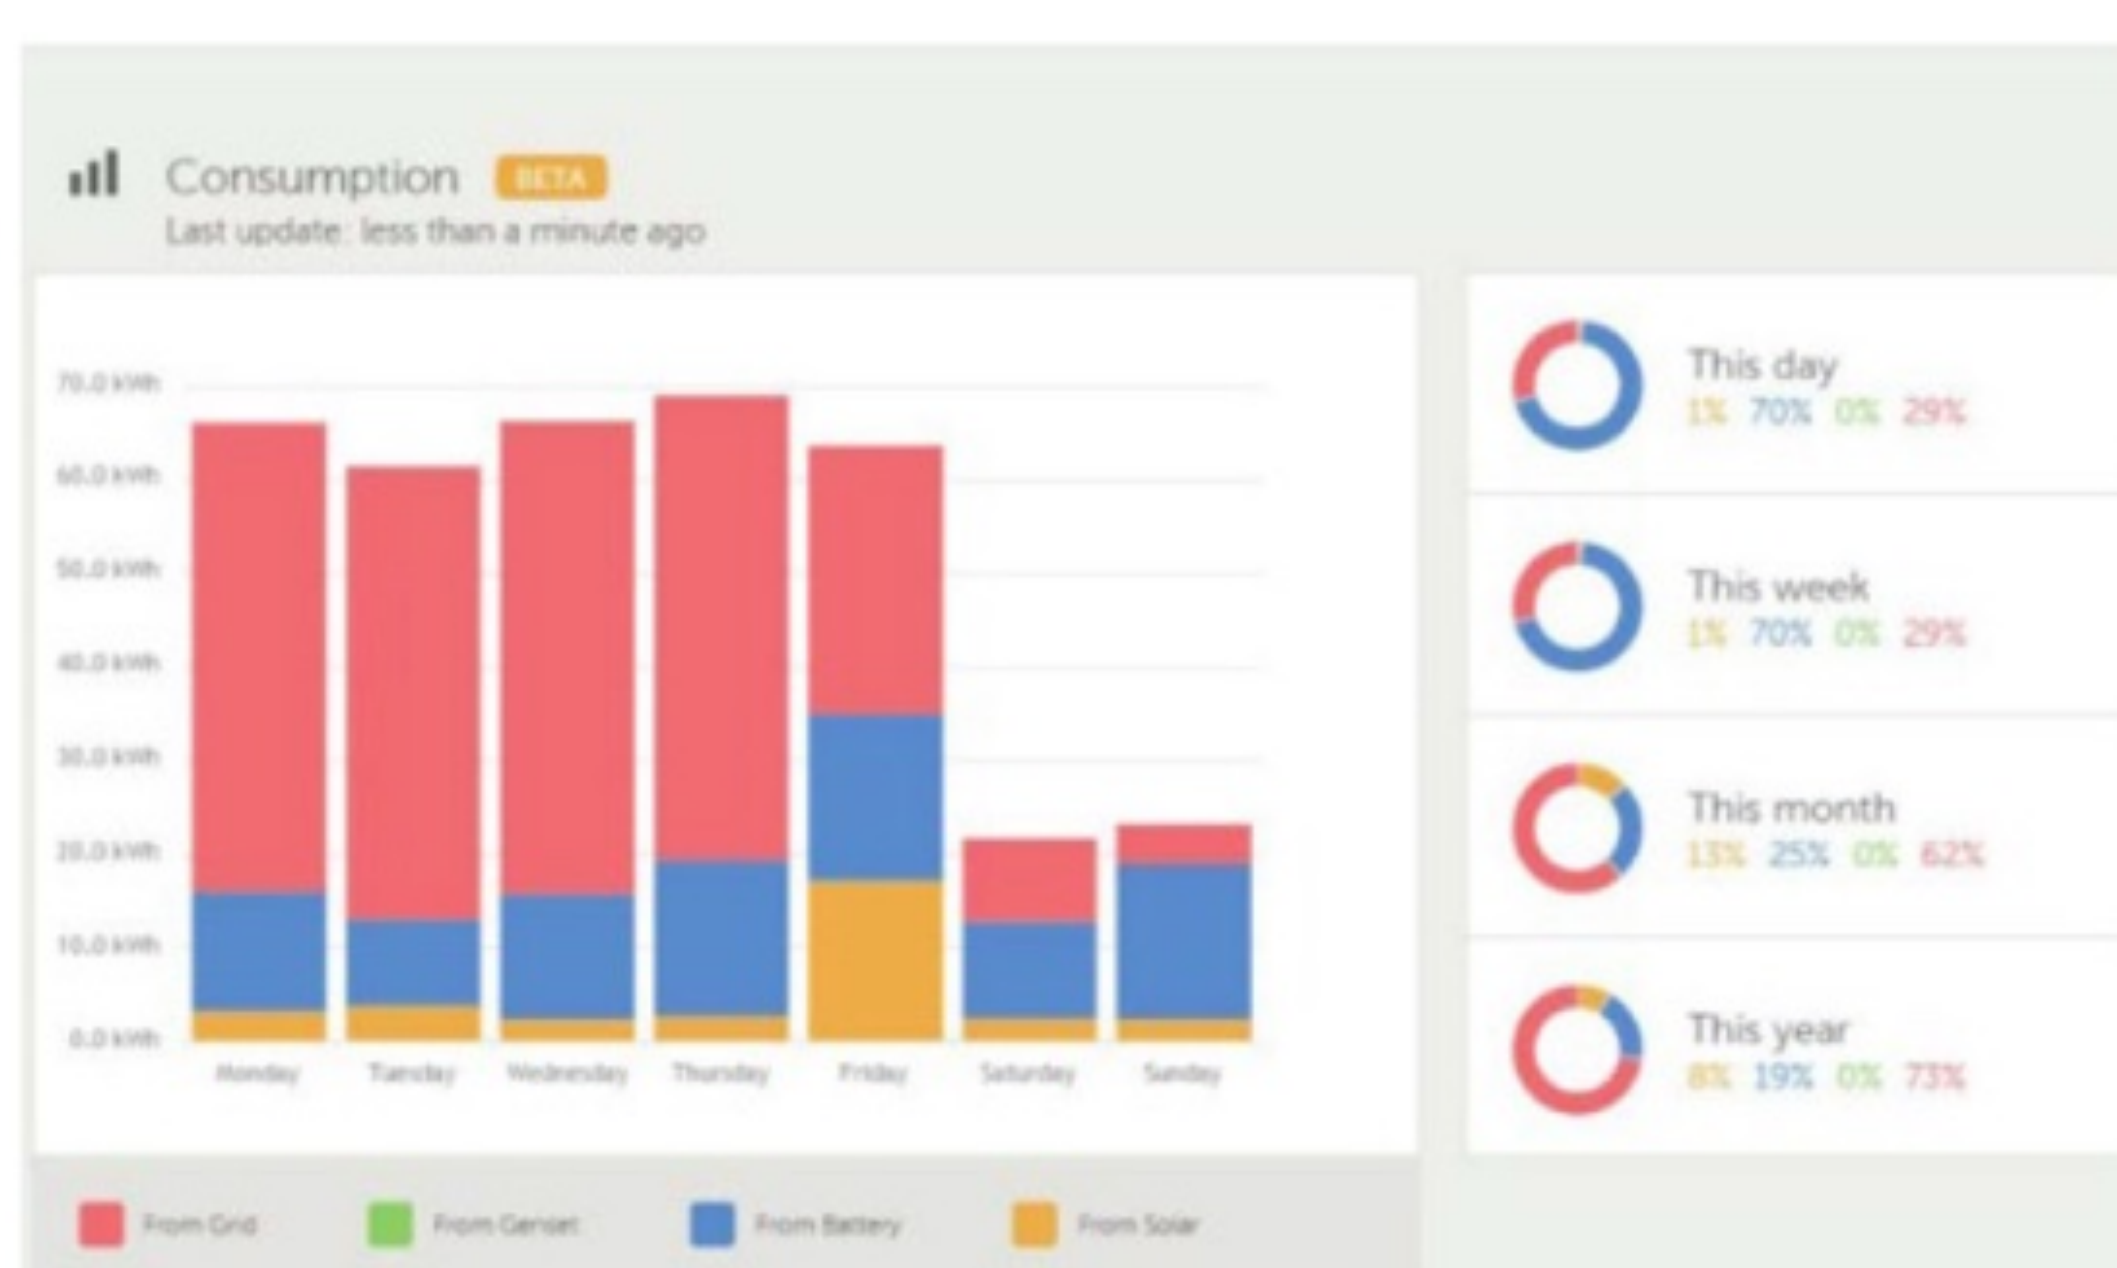 Consumption BETA
Last update: less than a minute ago
70.0 kWh
60.0 kWh
50.0 kWh
40.0 kWh
30.0 kWh
20.0 kWh
10.0 kWh
0.0 kWh
Monday Tuesday Wednesday Thursday Friday Saturday Sunday
From Grid From Genset From Battery From Solar
This day
1% 70% 0% 29%
This week
1% 70% 0% 29%
This month
13% 25% 0% 62%
This year
8% 19% 0% 73%